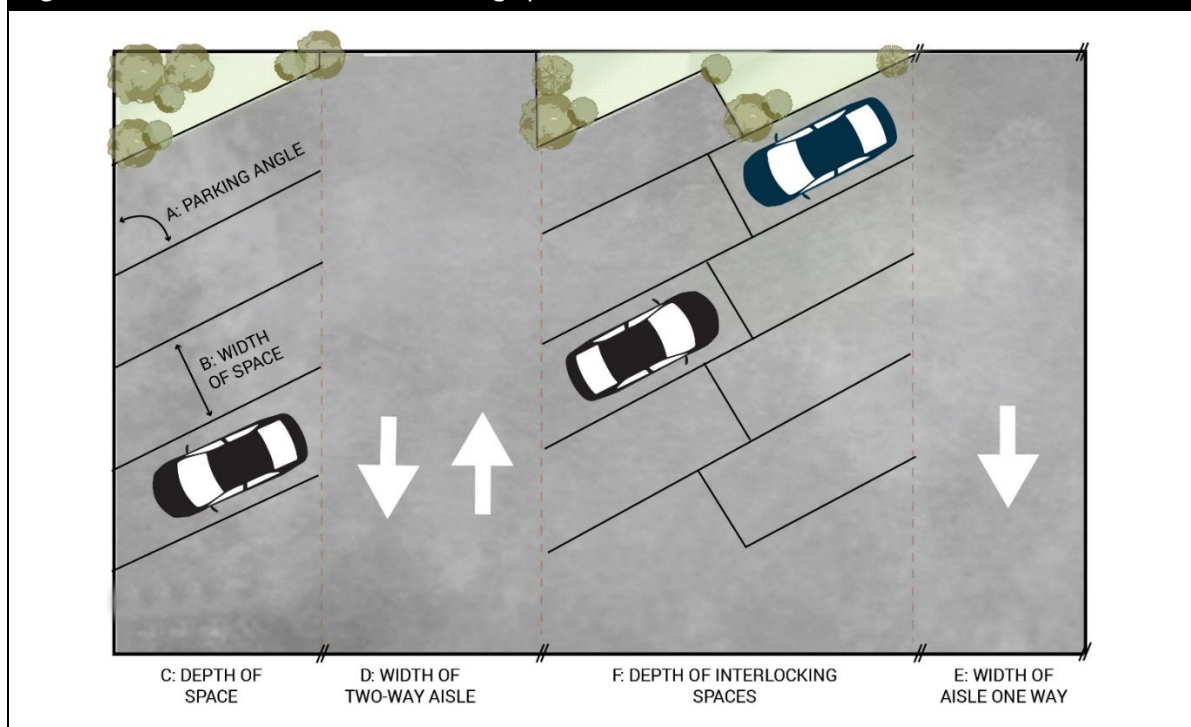 A: PARKING ANGLE
B: WIDTH
OF SPACE
C: DEPTH OF
SPACE
D: WIDTH OF
TWO-WAY AISLE
F: DEPTH OF INTERLOCKING
SPACES
E: WIDTH OF
AISLE ONE WAY